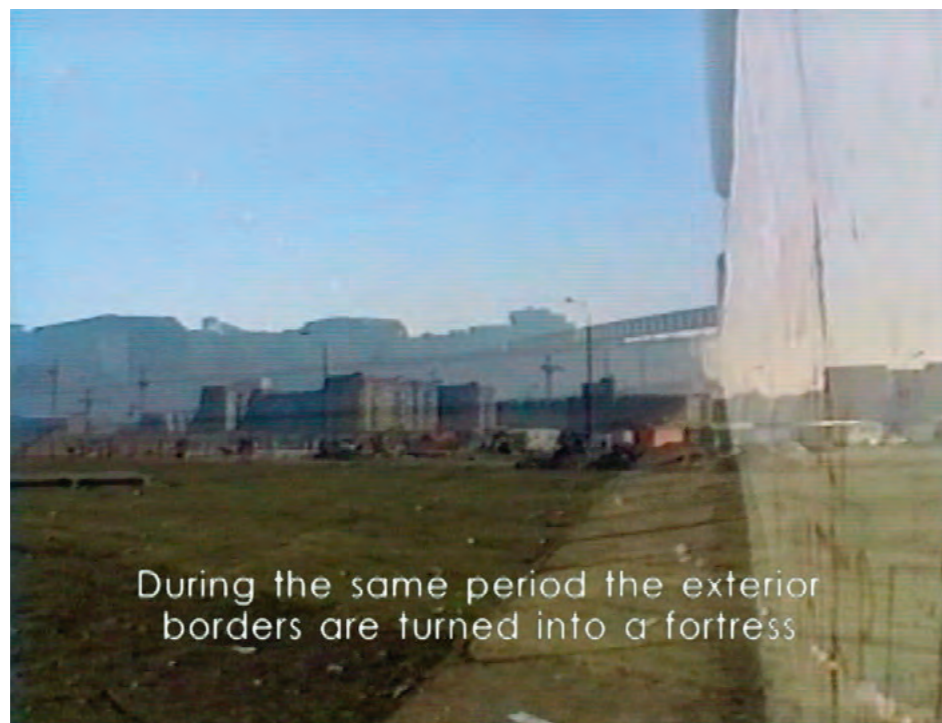 During the same period the exterior
borders are turned into a fortress